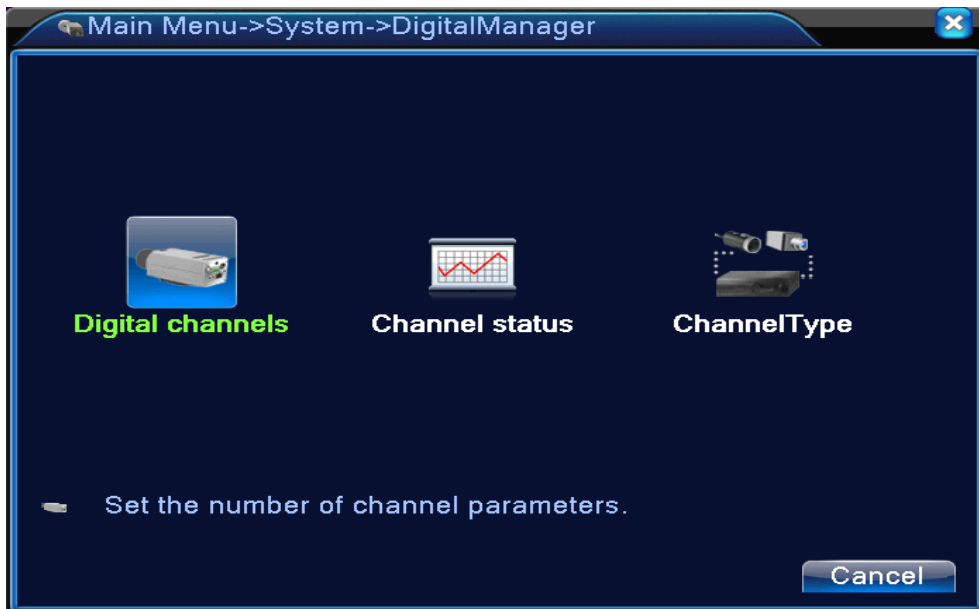 Main Menu->System->DigitalManager
Digital channels
Channel status
ChannelType
Set the number of channel parameters.
Cancel